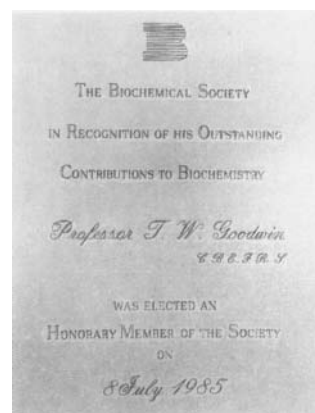 THE BIOCHEMICAL SOCIETY
IN RECOGNITION OF HIS OUTSTANDING
CONTRIBUTIONS TO BIOCHEMISTRY
Professor T. W. Goodwin
C B E. F. R. S
WAS ELECTED AN
HONORARY MEMBER OF THE SOCIETY
ON
8 July 1985